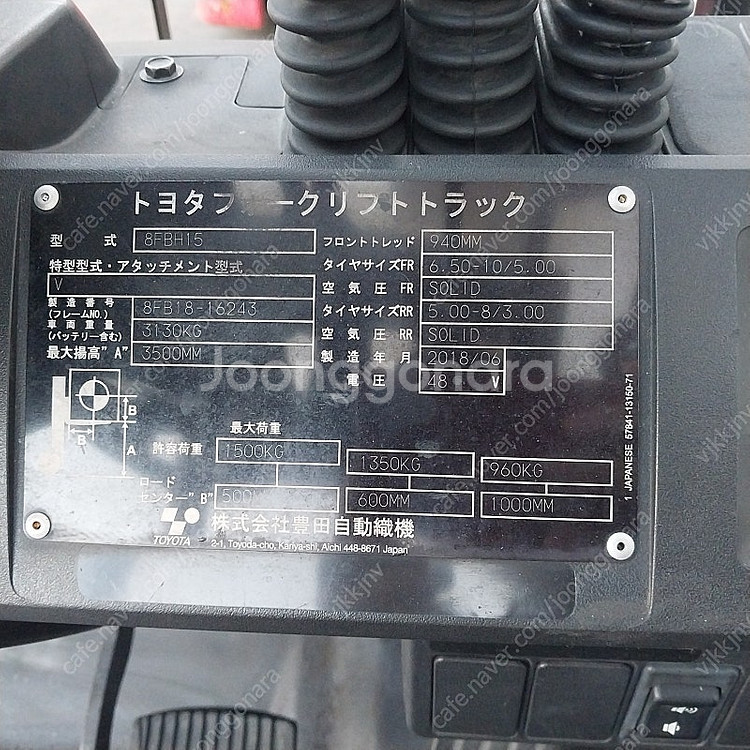 トヨタフォークリフトトラック
型 式 8FBH15
特型型式・アタッチメント型式
V
製造番号 (フレームNO.) 8FB18-16243
車両重量 (バッテリー含む) 3130KG
最大揚高"A" 3500MM
フロントトレッド 940MM
タイヤサイズFR 6.50-10/5.00
空気圧 FR SOLID
タイヤサイズRR 5.00-8/3.00
空気圧 RR SOLID
製造年月 2018/06
電圧 48 V
B
B
A
最大荷重
許容荷重 1500KG 1350KG 960KG
ロードセンター"B" 500 600MM 1000MM
TOYOTA
株式会社豊田自動織機
2-1, Toyoda-cho, Kariya-shi, Aichi 448-8671 Japan
1 JAPANESE 57841-13150-71
Joonggonara
cafe.naver.com/joonggonara
vjkkjnv